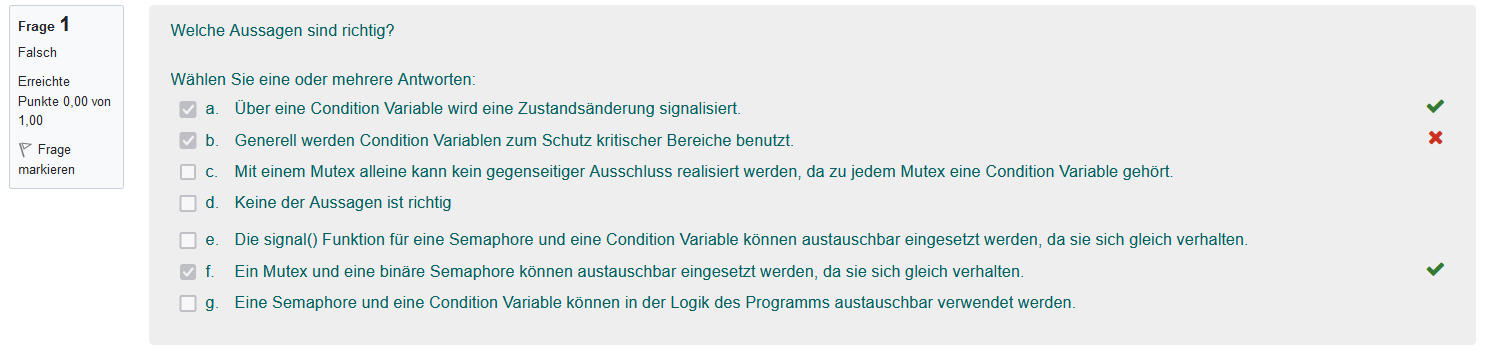 Frage 1
Falsch
Erreichte
Punkte 0,00 von
1,00
Frage
markieren
Welche Aussagen sind richtig?
Wählen Sie eine oder mehrere Antworten:
a. Über eine Condition Variable wird eine Zustandsänderung signalisiert.
b. Generell werden Condition Variablen zum Schutz kritischer Bereiche benutzt.
c. Mit einem Mutex alleine kann kein gegenseitiger Ausschluss realisiert werden, da zu jedem Mutex eine Condition Variable gehört.
d. Keine der Aussagen ist richtig
e. Die signal() Funktion für eine Semaphore und eine Condition Variable können austauschbar eingesetzt werden, da sie sich gleich verhalten.
f. Ein Mutex und eine binäre Semaphore können austauschbar eingesetzt werden, da sie sich gleich verhalten.
g. Eine Semaphore und eine Condition Variable können in der Logik des Programms austauschbar verwendet werden.